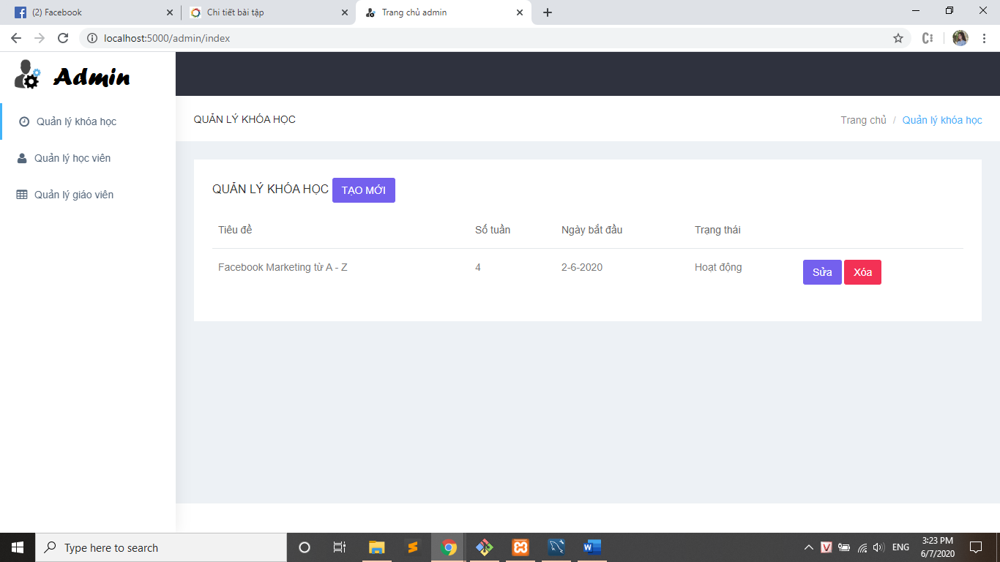 (2) Facebook
Chi tiết bài tập
Trang chủ admin
localhost:5000/admin/index
Admin
Quản lý khóa học
Quản lý học viên
Quản lý giáo viên
QUẢN LÝ KHÓA HỌC
Trang chủ / Quản lý khóa học
QUẢN LÝ KHÓA HỌC TẠO MỚI
Tiêu đề Số tuần Ngày bắt đầu Trạng thái
Facebook Marketing từ A - Z 4 2-6-2020 Hoạt động Sửa Xóa
Type here to search
ENG
3:23 PM
6/7/2020